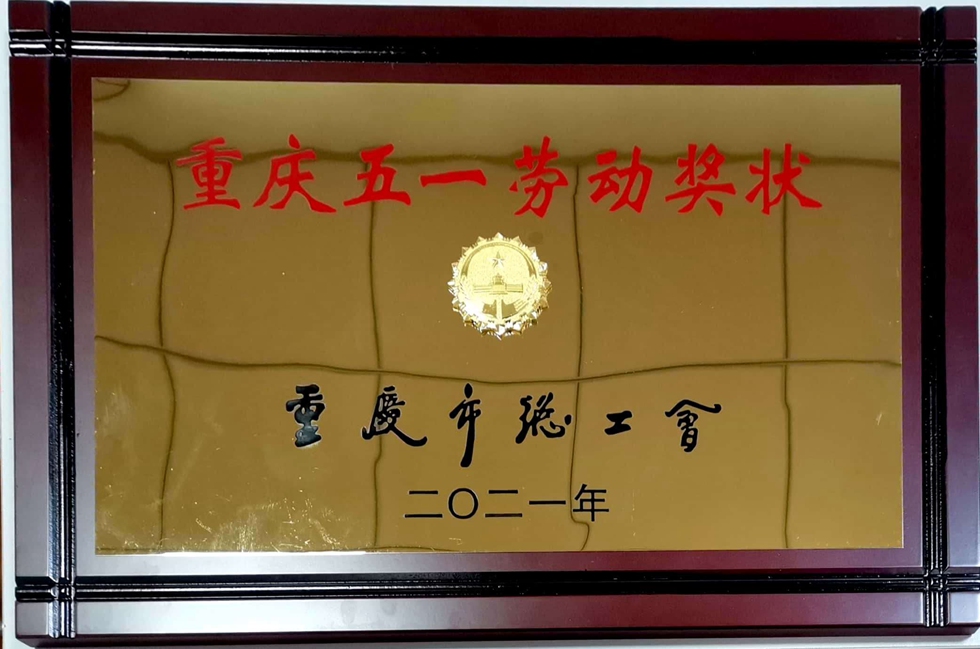 重庆五一劳动奖状
重慶市總工會
二〇二一年